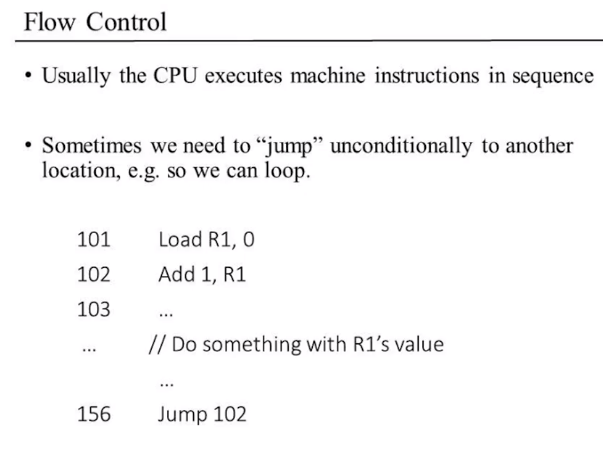 Flow Control
• Usually the CPU executes machine instructions in sequence
• Sometimes we need to “jump” unconditionally to another
location, e.g. so we can loop.
101 Load R1, 0
102 Add 1, R1
103 ...
... // Do something with R1’s value
...
156 Jump 102